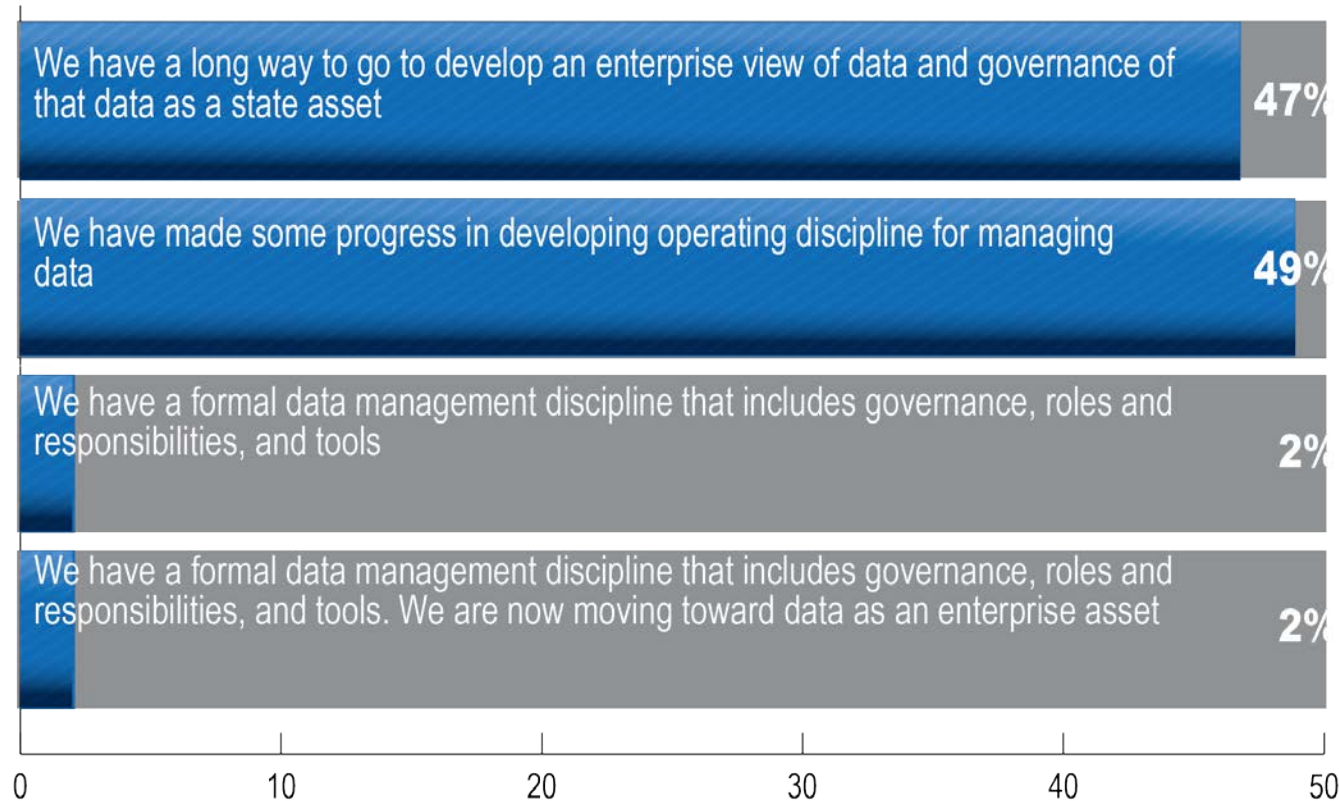 We have a long way to go to develop an enterprise view of data and governance of
that data as a state asset
47%
We have made some progress in developing operating discipline for managing
data
49%
We have a formal data management discipline that includes governance, roles and
responsibilities, and tools
2%
We have a formal data management discipline that includes governance, roles and
responsibilities, and tools. We are now moving toward data as an enterprise asset
2%
0 10 20 30 40 50